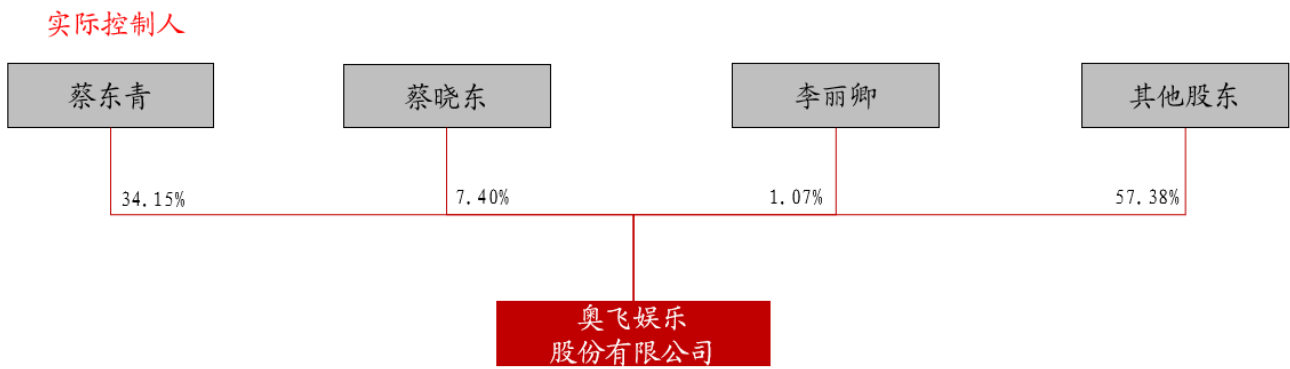 实际控制人
蔡东青
蔡晓东
李丽卿
其他股东
34.15%
7.40%
1.07%
57.38%
奥飞娱乐
股份有限公司